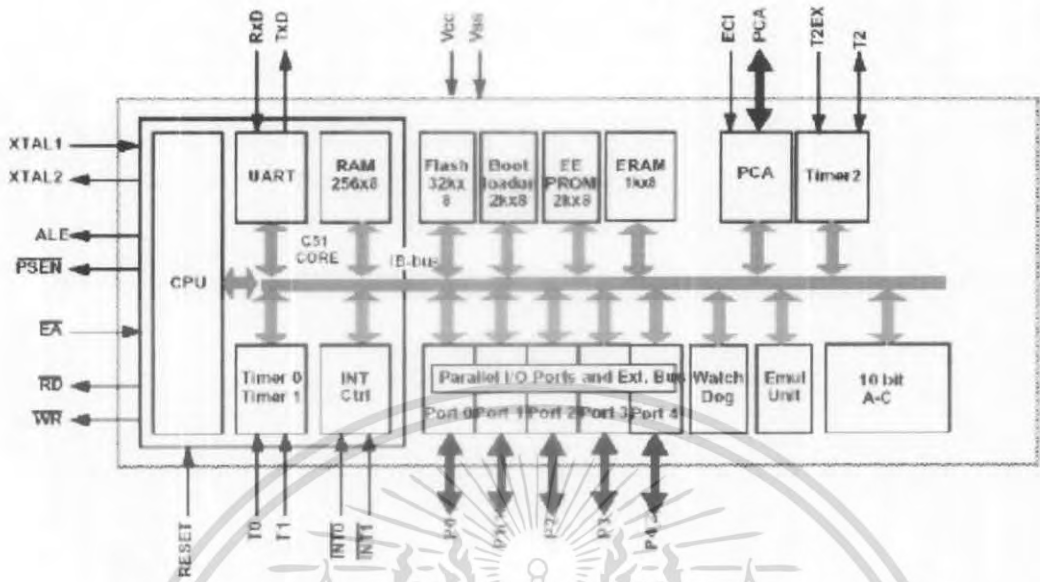 RxD
TxD
Vcc
Vss
ECI
PCA
T2EX
T2
XTAL1
XTAL2
ALE
PSEN
EA
RD
WR
CPU
UART
RAM
256x8
C51
CORE
IB-bus
Timer 0
Timer 1
INT
Ctrl
Flash
32kx
8
Boot
loader
2kx8
EE
PROM
2kx8
ERAM
1kx8
PCA
Timer2
Parallel I/O Ports and Ext. Bus
Port 0
Port 1
Port 2
Port 3
Port 4
Watch
Dog
Emul
Unit
10 bit
A-C
RESET
T0
T1
INT0
INT1
P0
P1
P2
P3
P4